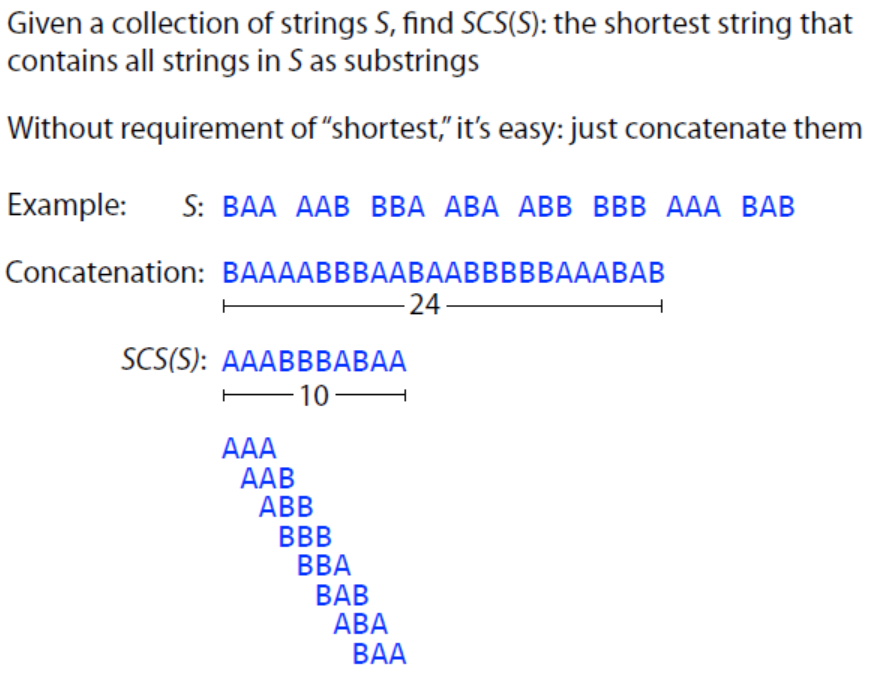 Given a collection of strings S, find SCS(S): the shortest string that
contains all strings in S as substrings
Without requirement of “shortest,” it’s easy: just concatenate them
Example: S: BAA AAB BBA ABA ABB BBB AAA BAB
Concatenation: BAAAABBBAABAABBBBBAAABAB
24
SCS(S): AAABBBABAA
10
AAA
AAB
ABB
BBB
BBA
BAB
ABA
BAA